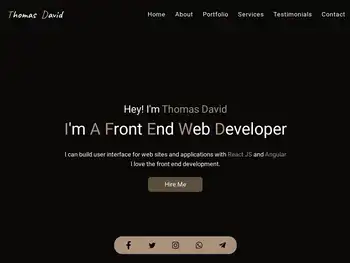 Thomas David
Home About Portfolio Services Testimonials Contact
Hey! I'm Thomas David
I'm A Front End Web Developer
I can build user interface for web sites and applications with React JS and Angular
I love the front end development.
Hire Me